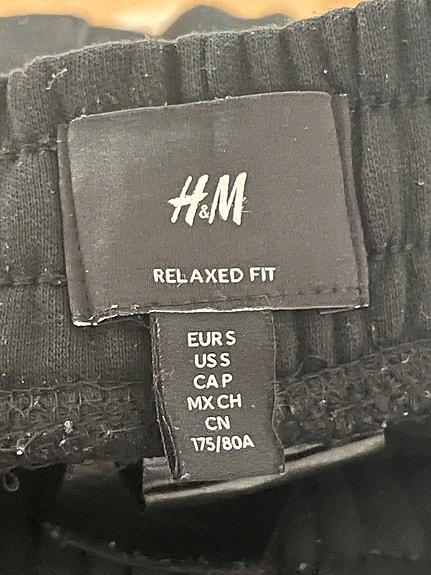 H&M
RELAXED FIT
EUR S
US S
CA P
MX CH
CN
175/80A